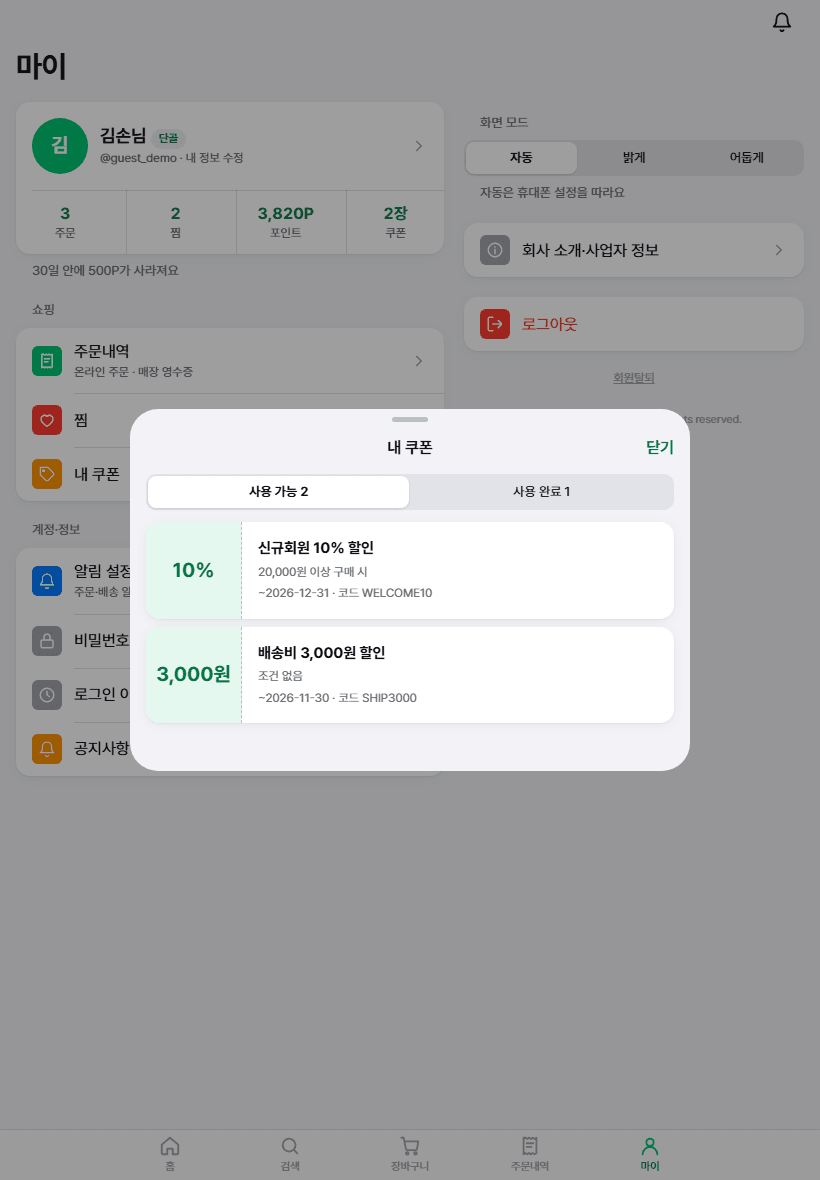 마이
김
김손님 단골
@guest_demo · 내 정보 수정
3
주문
2
찜
3,820P
포인트
2장
쿠폰
30일 안에 500P가 사라져요
쇼핑
주문내역
온라인 주문 · 매장 영수증
찜
내 쿠폰
계정·정보
알림 설정
주문·배송 알
비밀번호
로그인 이
공지사항
화면 모드
자동 밝게 어둡게
자동은 휴대폰 설정을 따라요
회사 소개·사업자 정보
로그아웃
회원탈퇴
ts reserved.
내 쿠폰
닫기
사용 가능 2 사용 완료 1
10%
신규회원 10% 할인
20,000원 이상 구매 시
~2026-12-31 · 코드 WELCOME10
3,000원
배송비 3,000원 할인
조건 없음
~2026-11-30 · 코드 SHIP3000
홈 검색 장바구니 주문내역 마이